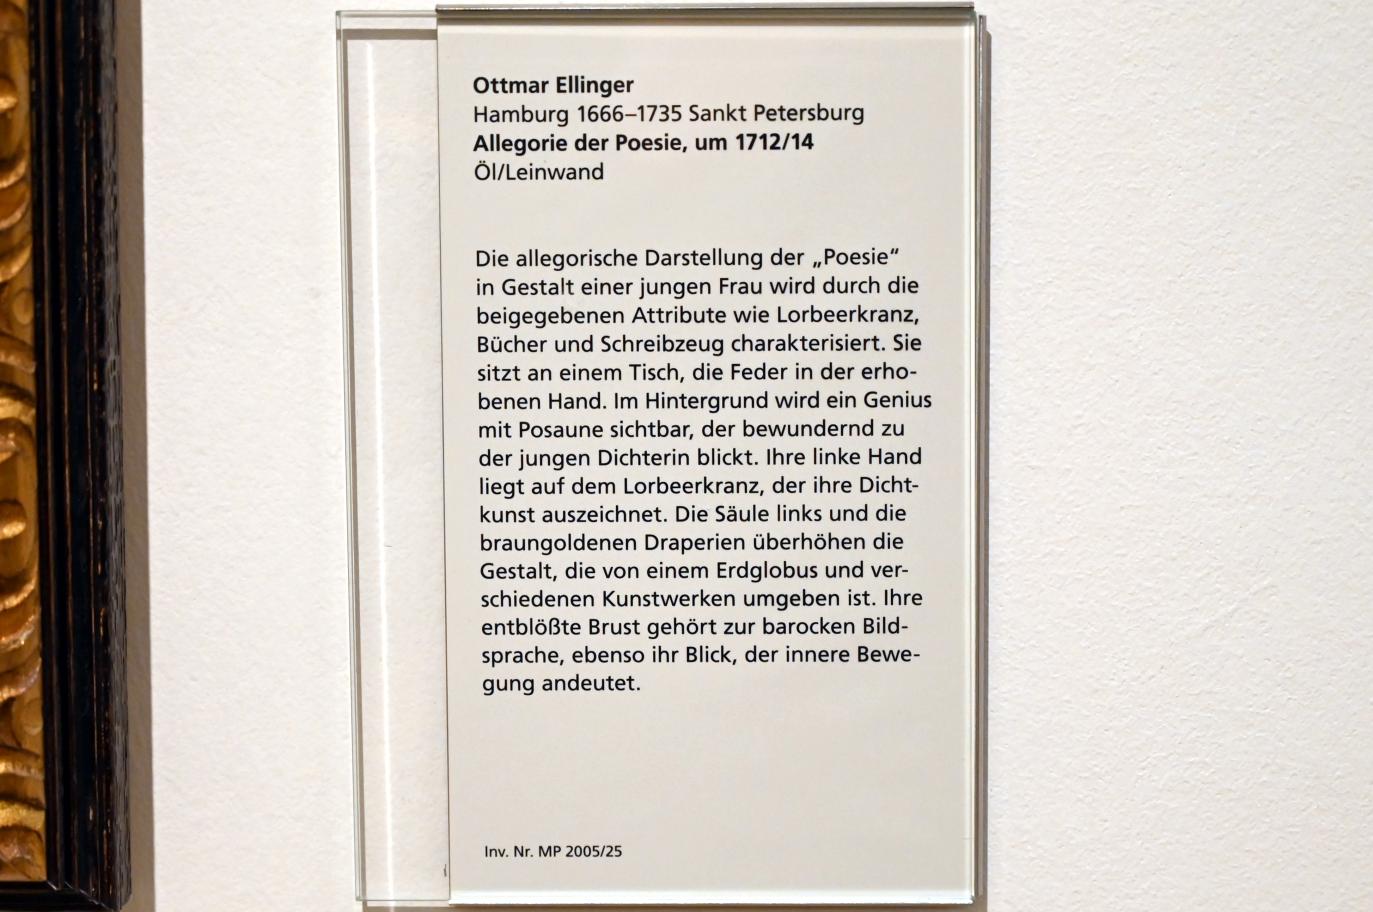 Ottmar Ellinger
Hamburg 1666–1735 Sankt Petersburg
Allegorie der Poesie, um 1712/14
Öl/Leinwand
Die allegorische Darstellung der „Poesie“
in Gestalt einer jungen Frau wird durch die
beigegebenen Attribute wie Lorbeerkranz,
Bücher und Schreibzeug charakterisiert. Sie
sitzt an einem Tisch, die Feder in der erho-
benen Hand. Im Hintergrund wird ein Genius
mit Posaune sichtbar, der bewundernd zu
der jungen Dichterin blickt. Ihre linke Hand
liegt auf dem Lorbeerkranz, der ihre Dicht-
kunst auszeichnet. Die Säule links und die
braungoldenen Draperien überhöhen die
Gestalt, die von einem Erdglobus und ver-
schiedenen Kunstwerken umgeben ist. Ihre
entblößte Brust gehört zur barocken Bild-
sprache, ebenso ihr Blick, der innere Bewe-
gung andeutet.
Inv. Nr. MP 2005/25